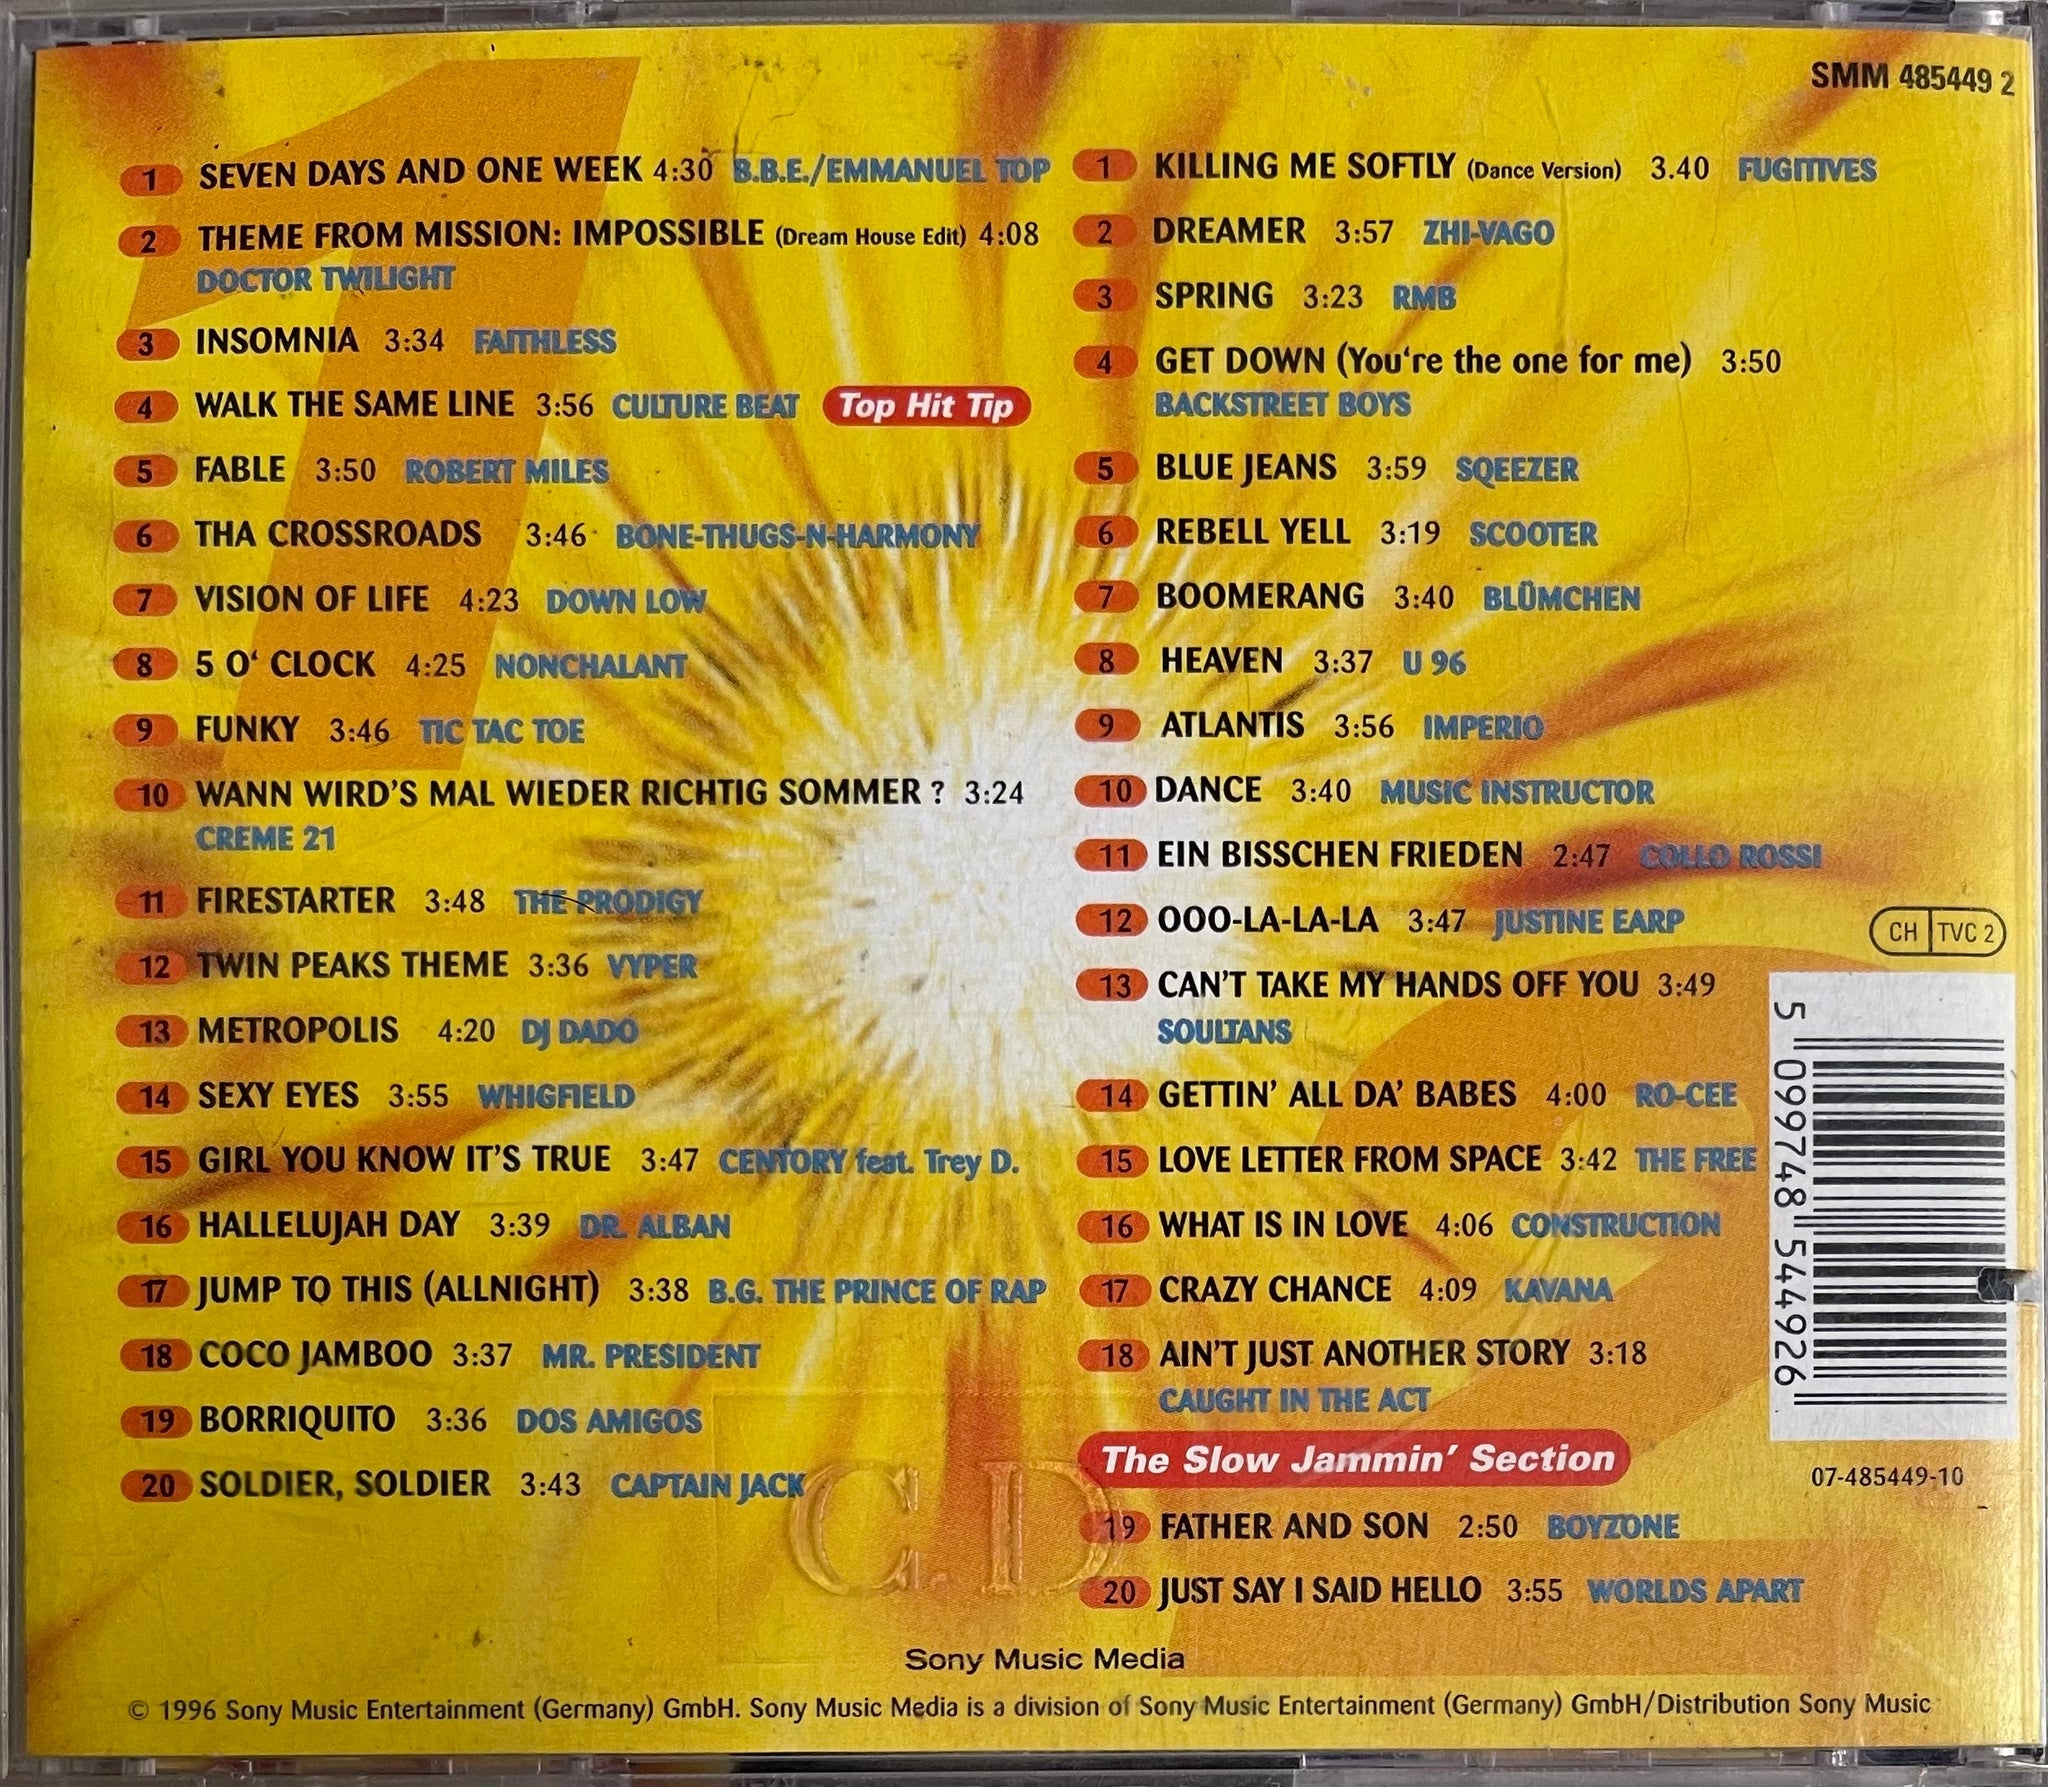 SMM 485449 2
1 SEVEN DAYS AND ONE WEEK 4:30 B.B.E./EMMANUEL TOP
2 THEME FROM MISSION: IMPOSSIBLE (Dream House Edit) 4:08
DOCTOR TWILIGHT
3 INSOMNIA 3:34 FAITHLESS
4 WALK THE SAME LINE 3:56 CULTURE BEAT Top Hit Tip
5 FABLE 3:50 ROBERT MILES
6 THA CROSSROADS 3:46 BONE-THUGS-N-HARMONY
7 VISION OF LIFE 4:23 DOWN LOW
8 5 O‘ CLOCK 4:25 NONCHALANT
9 FUNKY 3:46 TIC TAC TOE
10 WANN WIRD’S MAL WIEDER RICHTIG SOMMER ? 3:24
CREME 21
11 FIRESTARTER 3:48 THE PRODIGY
12 TWIN PEAKS THEME 3:36 VYPER
13 METROPOLIS 4:20 DJ DADO
14 SEXY EYES 3:55 WHIGFIELD
15 GIRL YOU KNOW IT’S TRUE 3:47 CENTORY feat. Trey D.
16 HALLELUJAH DAY 3:39 DR. ALBAN
17 JUMP TO THIS (ALLNIGHT) 3:38 B.G. THE PRINCE OF RAP
18 COCO JAMBOO 3:37 MR. PRESIDENT
19 BORRIQUITO 3:36 DOS AMIGOS
20 SOLDIER, SOLDIER 3:43 CAPTAIN JACK
1 KILLING ME SOFTLY (Dance Version) 3.40 FUGITIVES
2 DREAMER 3:57 ZHI-VAGO
3 SPRING 3:23 RMB
4 GET DOWN (You‘re the one for me) 3:50
BACKSTREET BOYS
5 BLUE JEANS 3:59 SQEEZER
6 REBELL YELL 3:19 SCOOTER
7 BOOMERANG 3:40 BLÜMCHEN
8 HEAVEN 3:37 U 96
9 ATLANTIS 3:56 IMPERIO
10 DANCE 3:40 MUSIC INSTRUCTOR
11 EIN BISSCHEN FRIEDEN 2:47 COLLO ROSSI
12 OOO-LA-LA-LA 3:47 JUSTINE EARP
13 CAN’T TAKE MY HANDS OFF YOU 3:49
SOULTANS
14 GETTIN’ ALL DA’ BABES 4:00 RO-CEE
15 LOVE LETTER FROM SPACE 3:42 THE FREE
16 WHAT IS IN LOVE 4:06 CONSTRUCTION
17 CRAZY CHANCE 4:09 KAVANA
18 AIN’T JUST ANOTHER STORY 3:18
CAUGHT IN THE ACT
The Slow Jammin’ Section
19 FATHER AND SON 2:50 BOYZONE
20 JUST SAY I SAID HELLO 3:55 WORLDS APART
CH TVC 2
5 099748 544926
07-485449-10
C.D
Sony Music Media
© 1996 Sony Music Entertainment (Germany) GmbH. Sony Music Media is a division of Sony Music Entertainment (Germany) GmbH/Distribution Sony Music